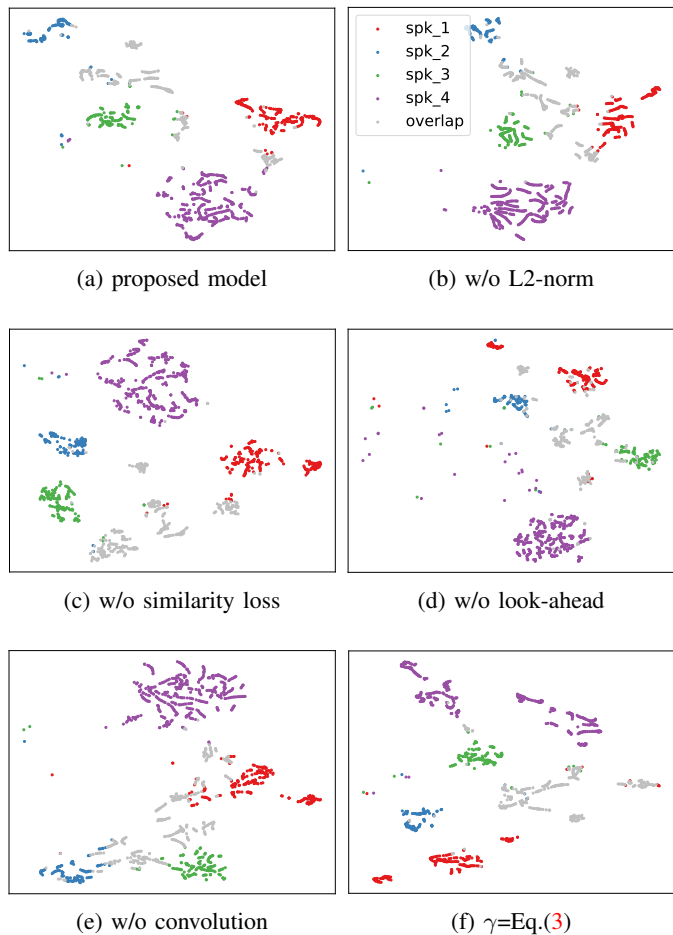 spk_1
spk_2
spk_3
spk_4
overlap
(a) proposed model
(b) w/o L2-norm
(c) w/o similarity loss
(d) w/o look-ahead
(e) w/o convolution
(f) γ=Eq.(3)